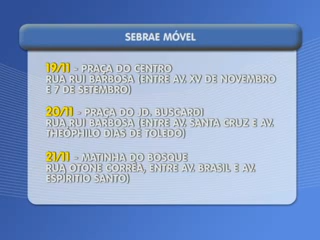 SEBRAE MÓVEL
19/11 - PRAÇA DO CENTRO
RUA RUI BARBOSA (ENTRE AV. XV DE NOVEMBRO
E 7 DE SETEMBRO)
20/11 - PRAÇA DO JD. BUSCARDI
RUA RUI BARBOSA (ENTRE AV. SANTA CRUZ E AV.
THEÓPHILO DIAS DE TOLEDO)
21/11 - MATINHA DO BOSQUE
RUA OTONE CORRÊA, ENTRE AV. BRASIL E AV.
ESPÍRITIO SANTO)